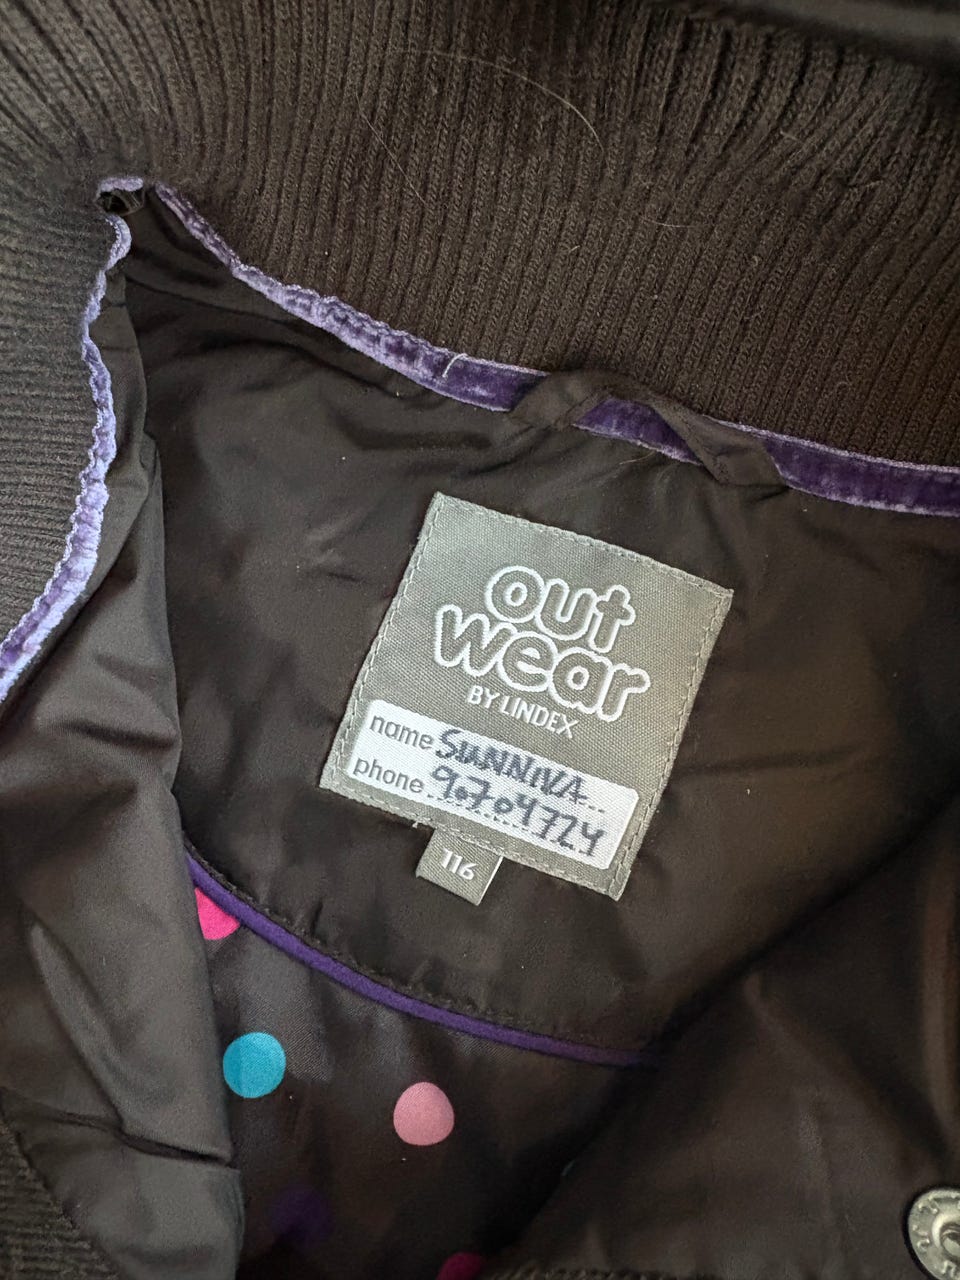 out
wear
BY LINDEX
name SUNNIVA
phone 90704724
116